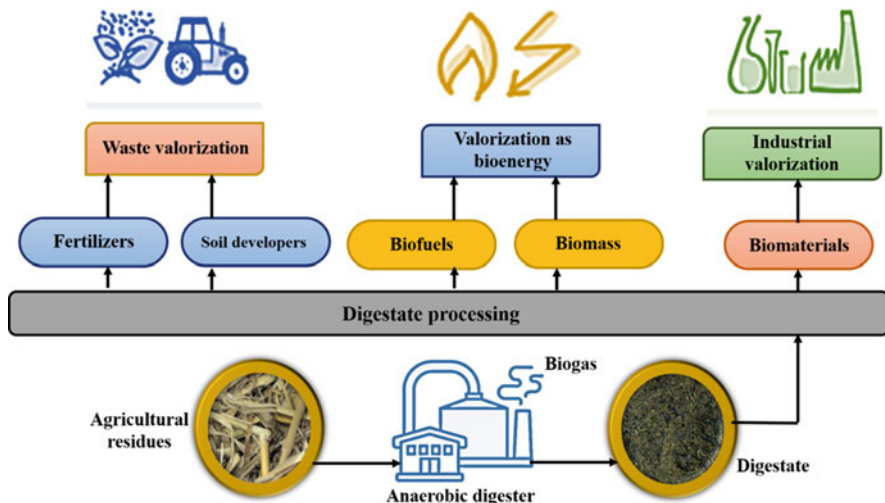 Waste valorization
Valorization as
bioenergy
Industrial
valorization
Fertilizers
Soil developers
Biofuels
Biomass
Biomaterials
Digestate processing
Agricultural
residues
Biogas
Anaerobic digester
Digestate